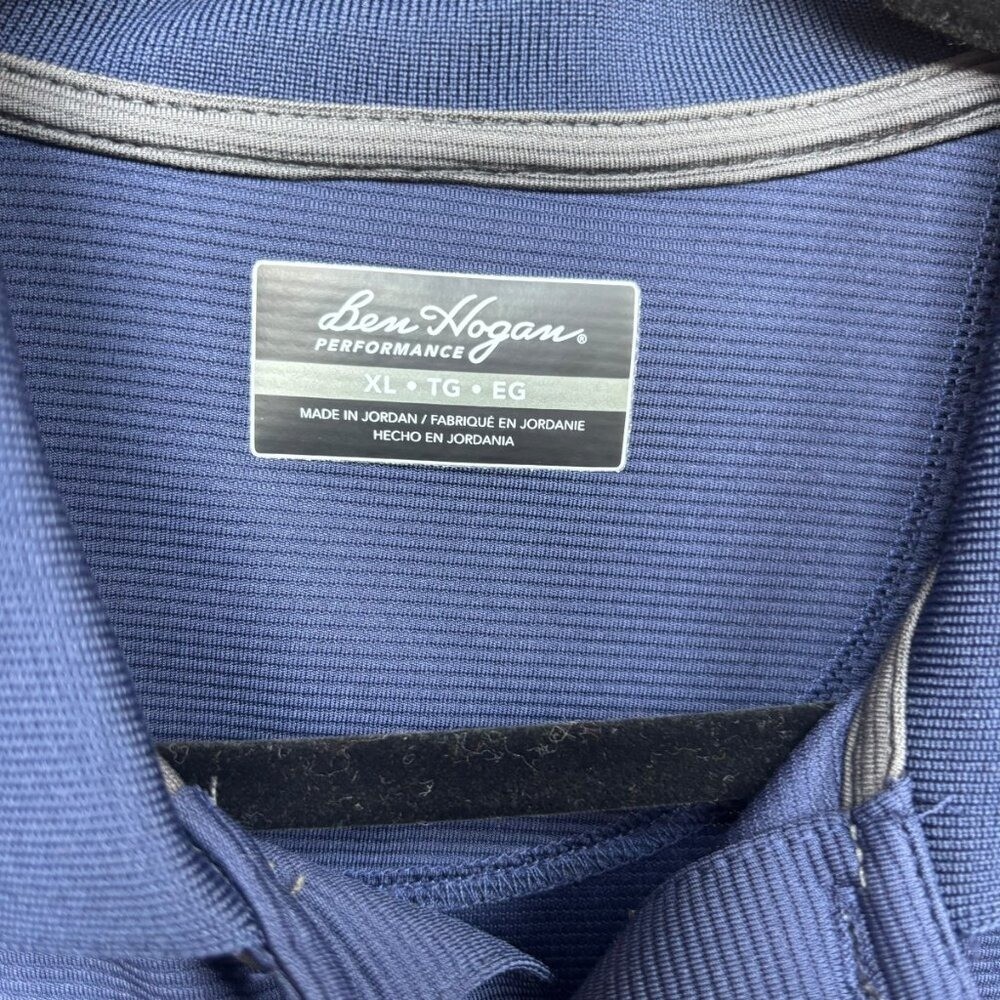 Ben Hogan®
PERFORMANCE
XL • TG • EG
MADE IN JORDAN / FABRIQUÉ EN JORDANIE
HECHO EN JORDANIA